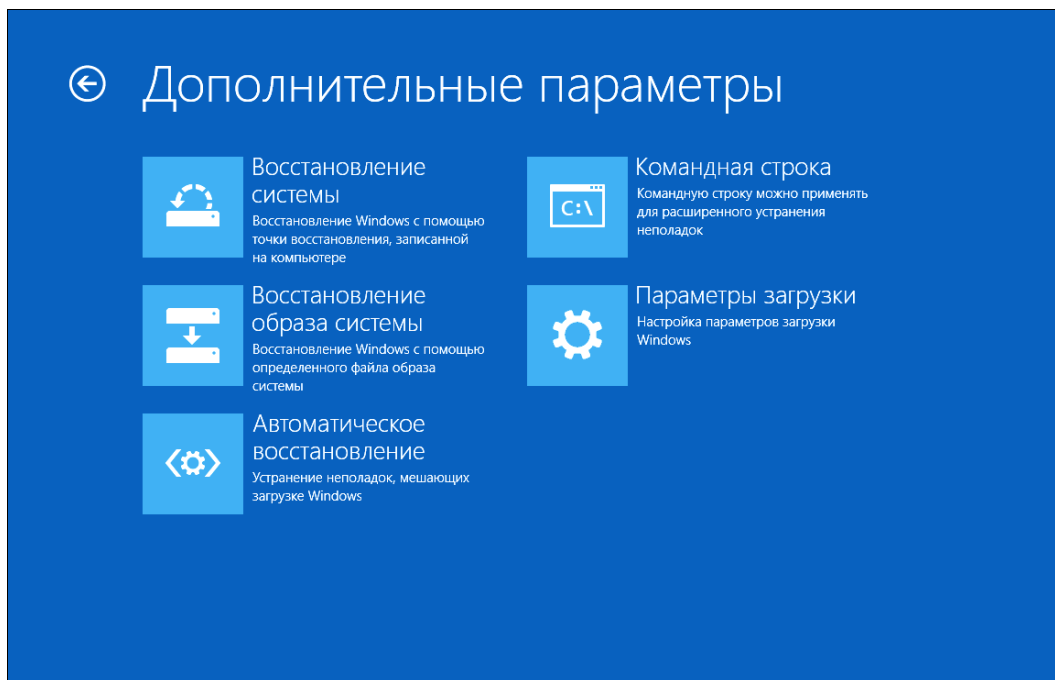 Дополнительные параметры
Восстановление
системы
Восстановление Windows с помощью
точки восстановления, записанной
на компьютере
Восстановление
образа системы
Восстановление Windows с помощью
определенного файла образа
системы
Автоматическое
восстановление
Устранение неполадок, мешающих
загрузке Windows
Командная строка
Командную строку можно применять
для расширенного устранения
неполадок
C:\
Параметры загрузки
Настройка параметров загрузки
Windows